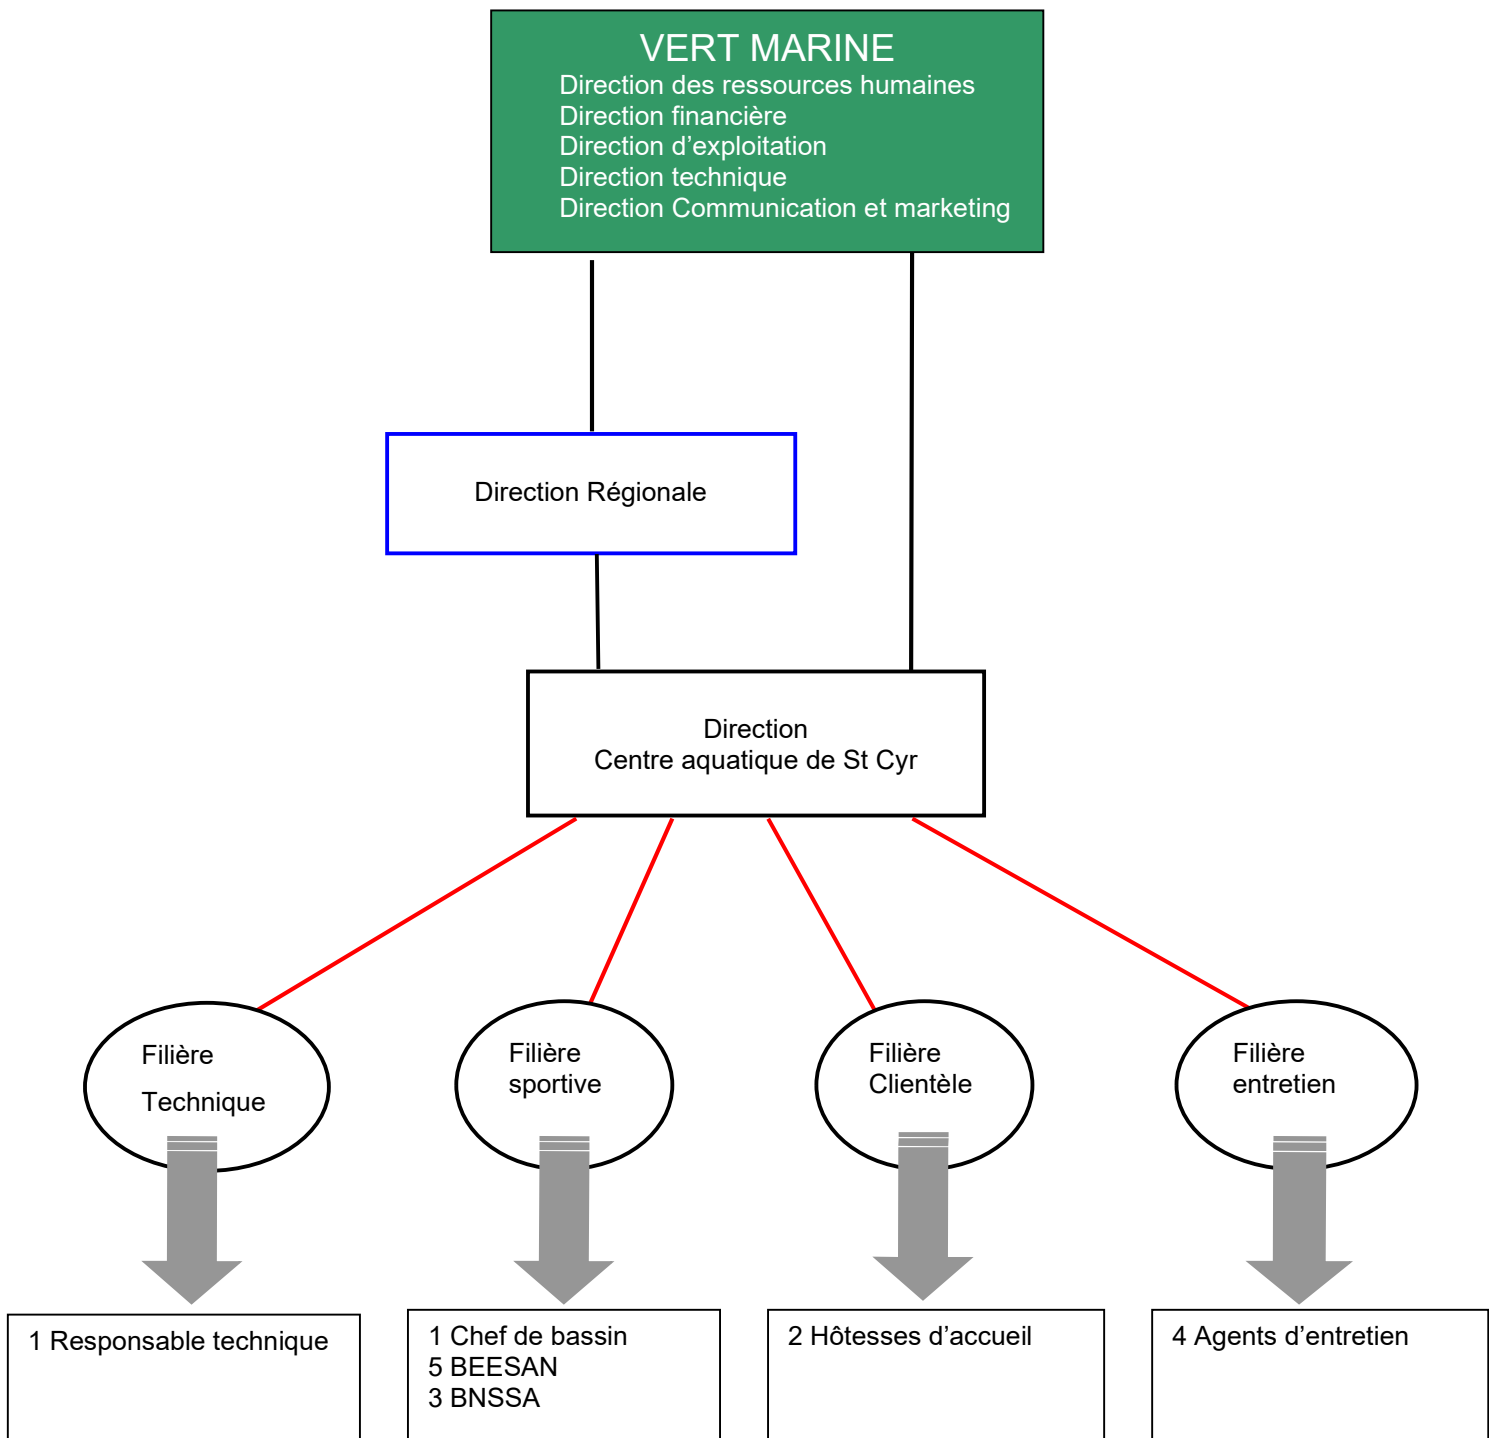 VERT MARINE
Direction des ressources humaines
Direction financière
Direction d’exploitation
Direction technique
Direction Communication et marketing
Direction Régionale
Direction
Centre aquatique de St Cyr
Filière
Technique
Filière
sportive
Filière
Clientèle
Filière
entretien
1 Responsable technique
1 Chef de bassin
5 BEESAN
3 BNSSA
2 Hôtesses d’accueil
4 Agents d’entretien